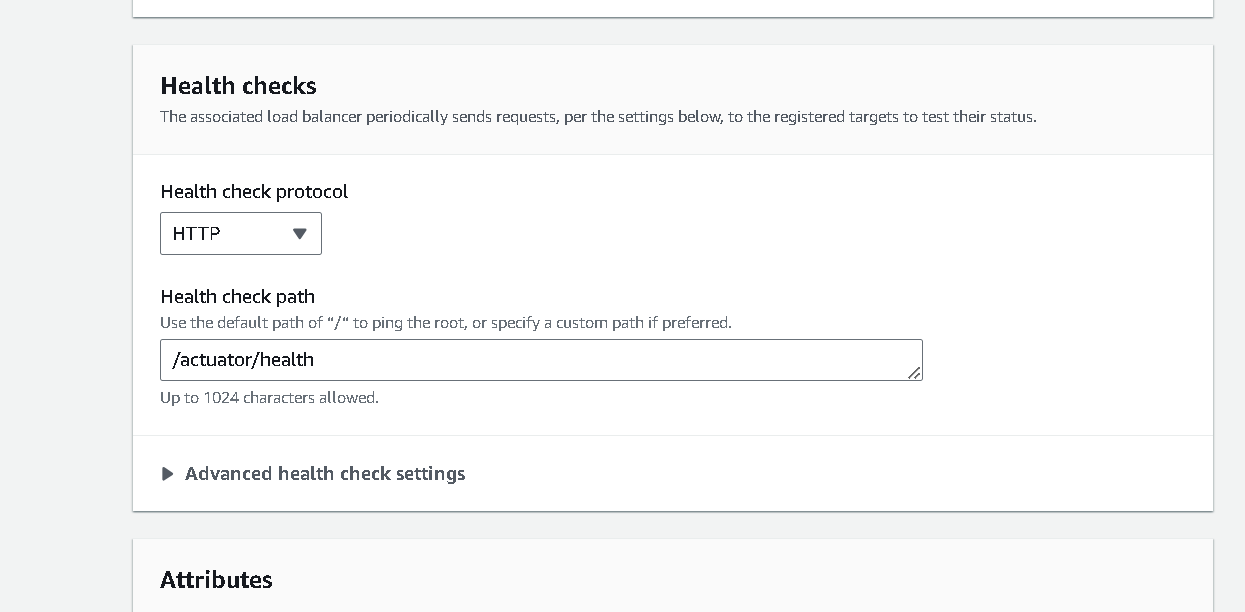 Health checks
The associated load balancer periodically sends requests, per the settings below, to the registered targets to test their status.
Health check protocol
HTTP
Health check path
Use the default path of “/“ to ping the root, or specify a custom path if preferred.
/actuator/health
Up to 1024 characters allowed.
Advanced health check settings
Attributes